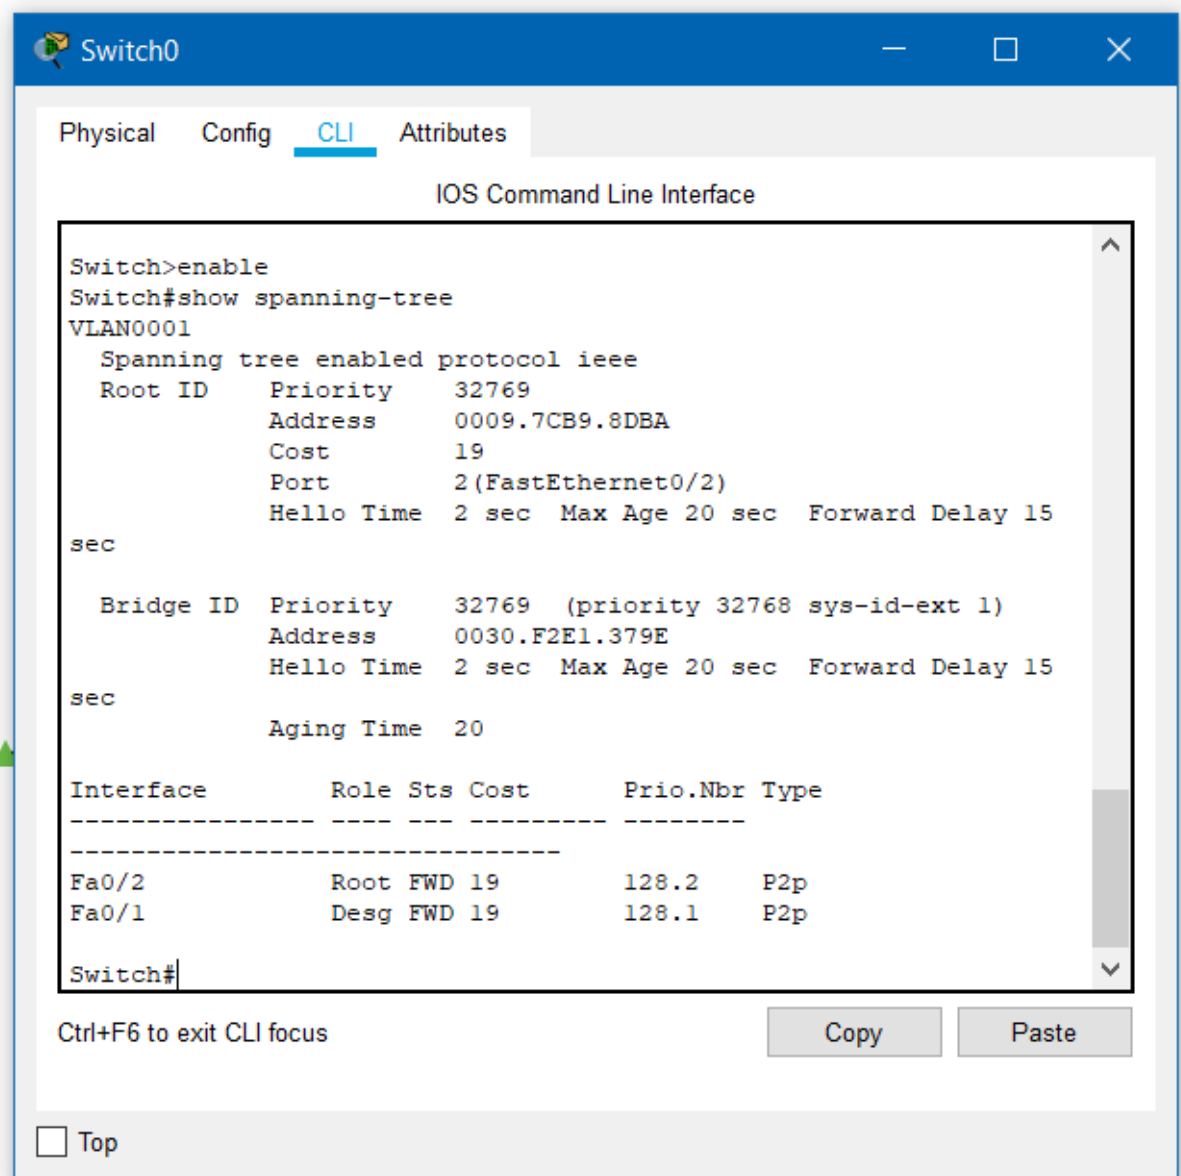 Switch0
Physical Config CLI Attributes
IOS Command Line Interface
Switch>enable
Switch#show spanning-tree
VLAN0001
  Spanning tree enabled protocol ieee
  Root ID    Priority    32769
             Address     0009.7CB9.8DBA
             Cost        19
             Port        2(FastEthernet0/2)
             Hello Time  2 sec  Max Age 20 sec  Forward Delay 15
sec

  Bridge ID  Priority    32769  (priority 32768 sys-id-ext 1)
             Address     0030.F2E1.379E
             Hello Time  2 sec  Max Age 20 sec  Forward Delay 15
sec
             Aging Time  20

Interface        Role Sts Cost      Prio.Nbr Type
---------------- ---- --- --------- --------
--------------------------------
Fa0/2            Root FWD 19        128.2    P2p
Fa0/1            Desg FWD 19        128.1    P2p

Switch#
Ctrl+F6 to exit CLI focus
Copy
Paste
Top